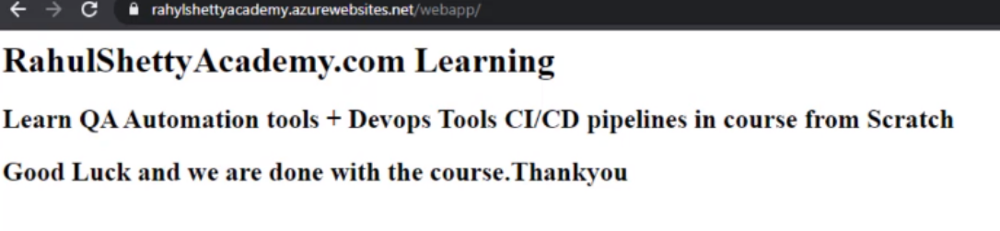 rahylshettyacademy.azurewebsites.net/webapp/
RahulShettyAcademy.com Learning
Learn QA Automation tools + Devops Tools CI/CD pipelines in course from Scratch
Good Luck and we are done with the course.Thankyou